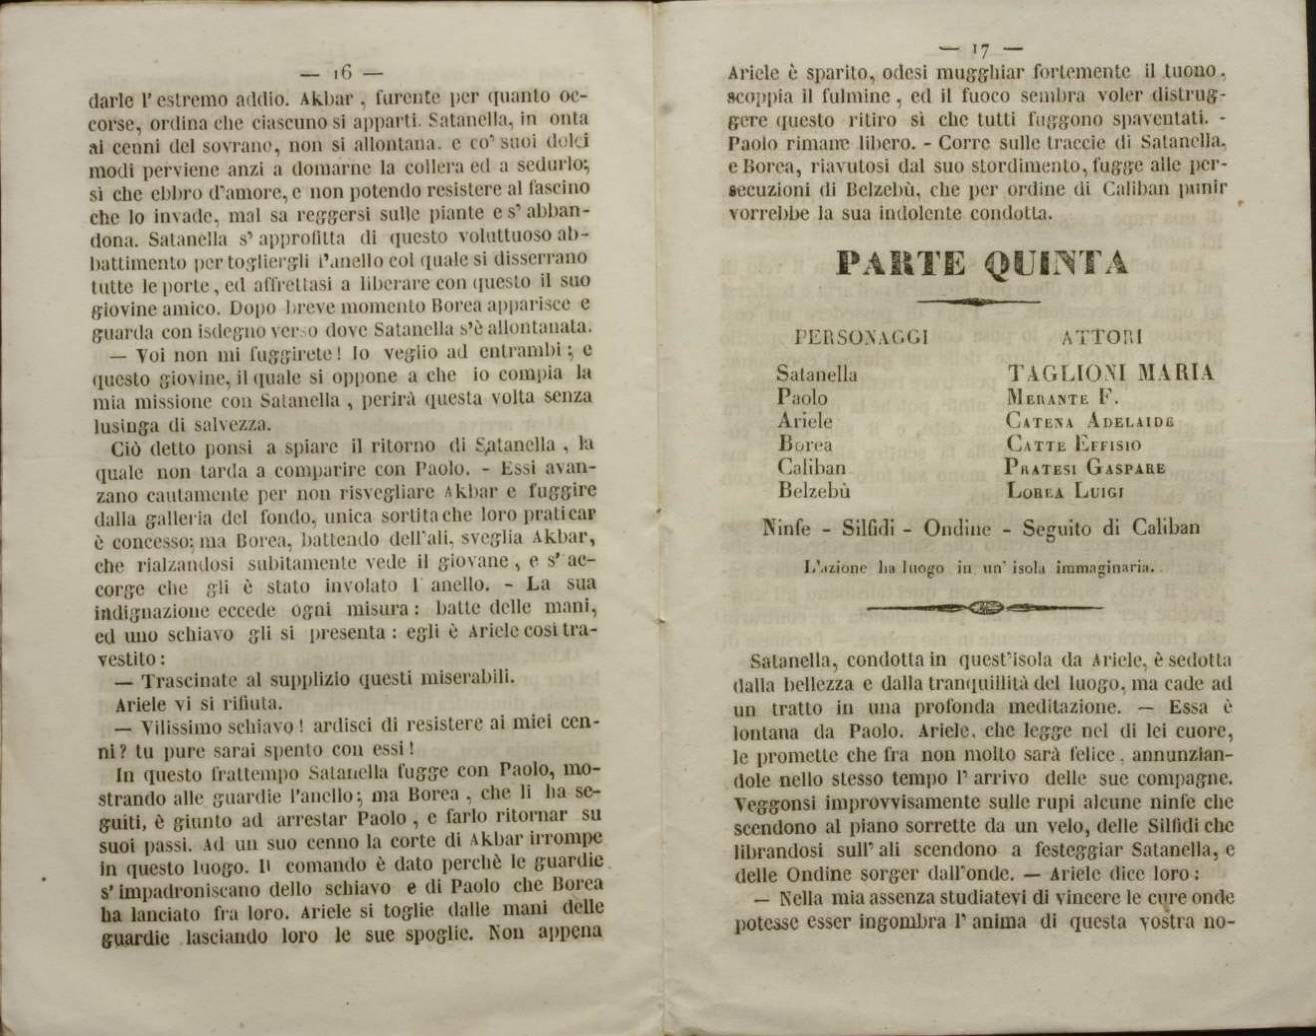 — 16 —
darle l'estremo addio. Akbar, furente per quanto oc-
corse, ordina che ciascuno si apparti. Satanella, in onta
ai cenni del sovrano, non si allontana. e co' suoi dolci
modi perviene anzi a domarne la collera ed a sedurlo;
sì che ebbro d'amore, e non potendo resistere al fascino
che lo invade, mal sa reggersi sulle piante e s' abban-
dona. Satanella s' approfitta di questo voluttuoso ab-
battimento per togliergli l'anello col quale si disserrano
tutte le porte, ed affrettasi a liberare con questo il suo
giovine amico. Dopo breve momento Borea apparisce e
guarda con isdegno verso dove Satanella s'è allontanata.
— Voi non mi fuggirete! Io veglio ad entrambi; e
questo giovine, il quale si oppone a che io compia la
mia missione con Satanella, perirà questa volta senza
lusinga di salvezza.
Ciò detto ponsi a spiare il ritorno di Satanella, la
quale non tarda a comparire con Paolo. - Essi avan-
zano cautamente per non risvegliare Akbar e fuggire
dalla galleria del fondo, unica sortita che loro praticar
è concesso; ma Borea, battendo dell'ali, sveglia Akbar,
che rialzandosi subitamente vede il giovane, e s' ac-
corge che gli è stato involato l anello. - La sua
indignazione eccede ogni misura: batte delle mani,
ed uno schiavo gli si presenta: egli è Ariele così tra-
vestito:
— Trascinate al supplizio questi miserabili.
Ariele vi si rifiuta.
— Vilissimo schiavo! ardisci di resistere ai miei cen-
ni? tu pure sarai spento con essi!
In questo frattempo Satanella fugge con Paolo, mo-
strando alle guardie l'anello; ma Borea, che li ha se-
guiti, è giunto ad arrestar Paolo, e farlo ritornar su
suoi passi. Ad un suo cenno la corte di Akbar irrompe
in questo luogo. Il comando è dato perchè le guardie
s' impadroniscano dello schiavo e di Paolo che Borea
ha lanciato fra loro. Ariele si toglie dalle mani delle
guardie lasciando loro le sue spoglie. Non appena
— 17 —
Ariele è sparito, odesi mugghiar fortemente il tuono,
scoppia il fulmine, ed il fuoco sembra voler distrug-
gere questo ritiro sì che tutti fuggono spaventati. -
Paolo rimane libero. - Corre sulle traccie di Satanella,
e Borea, riavutosi dal suo stordimento, fugge alle per-
secuzioni di Belzebù, che per ordine di Caliban punir
vorrebbe la sua indolente condotta.
PARTE QUINTA
PERSONAGGI ATTORI
Satanella TAGLIONI MARIA
Paolo MERANTE F.
Ariele CATENA ADELAIDE
Borea CATTE EFFISIO
Caliban PRATESI GASPARE
Belzebù LOREA LUIGI
Ninfe - Silfidi - Ondine - Seguito di Caliban
L'azione ha luogo in un' isola immaginaria.
Satanella, condotta in quest'isola da Ariele, è sedotta
dalla bellezza e dalla tranquillità del luogo, ma cade ad
un tratto in una profonda meditazione. — Essa è
lontana da Paolo. Ariele, che legge nel di lei cuore,
le promette che fra non molto sarà felice, annunzian-
dole nello stesso tempo l' arrivo delle sue compagne.
Veggonsi improvvisamente sulle rupi alcune ninfe che
scendono al piano sorrette da un velo, delle Silfidi che
librandosi sull' ali scendono a festeggiar Satanella, e
delle Ondine sorger dall'onde. — Ariele dice loro:
— Nella mia assenza studiatevi di vincere le cure onde
potesse esser ingombra l' anima di questa vostra no-